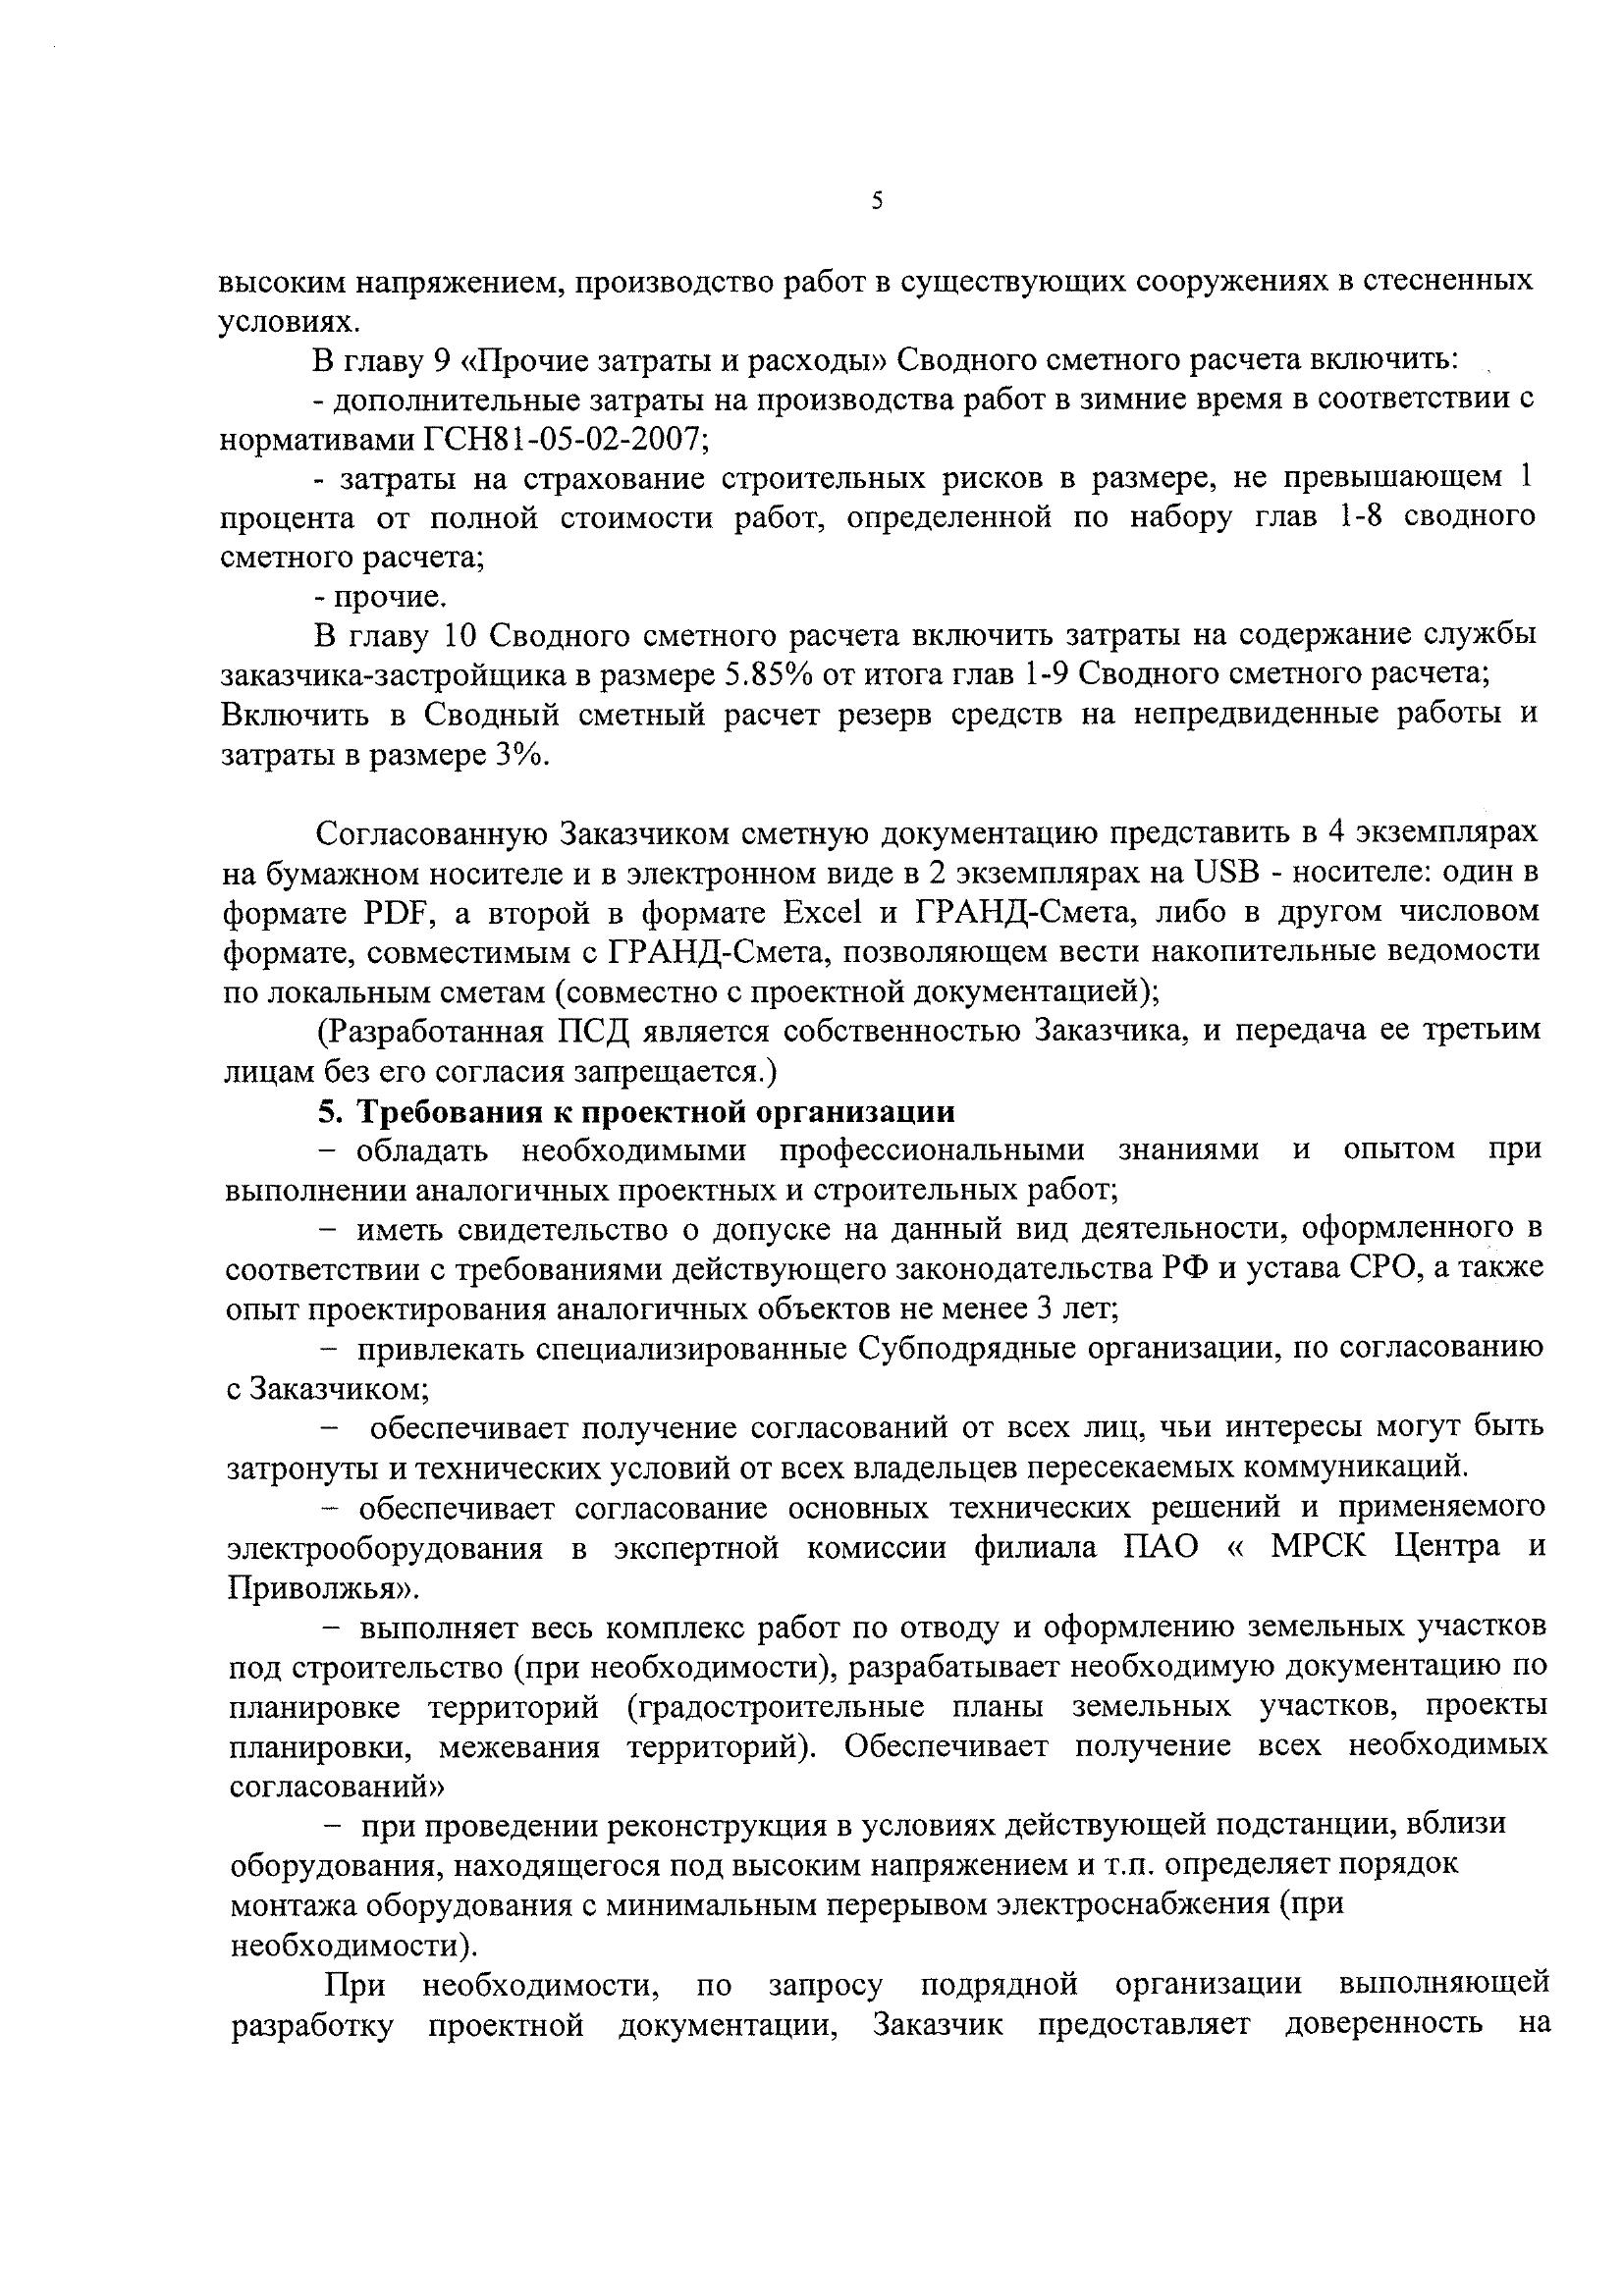 5
высоким напряжением, производство работ в существующих сооружениях в стесненных
условиях.
В главу 9 «Прочие затраты и расходы» Сводного сметного расчета включить:
- дополнительные затраты на производства работ в зимние время в соответствии с
нормативами ГСН81-05-02-2007;
- затраты на страхование строительных рисков в размере, не превышающем 1
процента от полной стоимости работ, определенной по набору глав 1-8 сводного
сметного расчета;
- прочие.
В главу 10 Сводного сметного расчета включить затраты на содержание службы
заказчика-застройщика в размере 5.85% от итога глав 1-9 Сводного сметного расчета;
Включить в Сводный сметный расчет резерв средств на непредвиденные работы и
затраты в размере 3%.
Согласованную Заказчиком сметную документацию представить в 4 экземплярах
на бумажном носителе и в электронном виде в 2 экземплярах на USB - носителе: один в
формате PDF, а второй в формате Excel и ГРАНД-Смета, либо в другом числовом
формате, совместимым с ГРАНД-Смета, позволяющем вести накопительные ведомости
по локальным сметам (совместно с проектной документацией);
(Разработанная ПСД является собственностью Заказчика, и передача ее третьим
лицам без его согласия запрещается.)
5. Требования к проектной организации
− обладать необходимыми профессиональными знаниями и опытом при
выполнении аналогичных проектных и строительных работ;
− иметь свидетельство о допуске на данный вид деятельности, оформленного в
соответствии с требованиями действующего законодательства РФ и устава СРО, а также
опыт проектирования аналогичных объектов не менее 3 лет;
− привлекать специализированные Субподрядные организации, по согласованию
с Заказчиком;
− обеспечивает получение согласований от всех лиц, чьи интересы могут быть
затронуты и технических условий от всех владельцев пересекаемых коммуникаций.
− обеспечивает согласование основных технических решений и применяемого
электрооборудования в экспертной комиссии филиала ПАО « МРСК Центра и
Приволжья».
− выполняет весь комплекс работ по отводу и оформлению земельных участков
под строительство (при необходимости), разрабатывает необходимую документацию по
планировке территорий (градостроительные планы земельных участков, проекты
планировки, межевания территорий). Обеспечивает получение всех необходимых
согласований»
− при проведении реконструкция в условиях действующей подстанции, вблизи
оборудования, находящегося под высоким напряжением и т.п. определяет порядок
монтажа оборудования с минимальным перерывом электроснабжения (при
необходимости).
При необходимости, по запросу подрядной организации выполняющей
разработку проектной документации, Заказчик предоставляет доверенность на